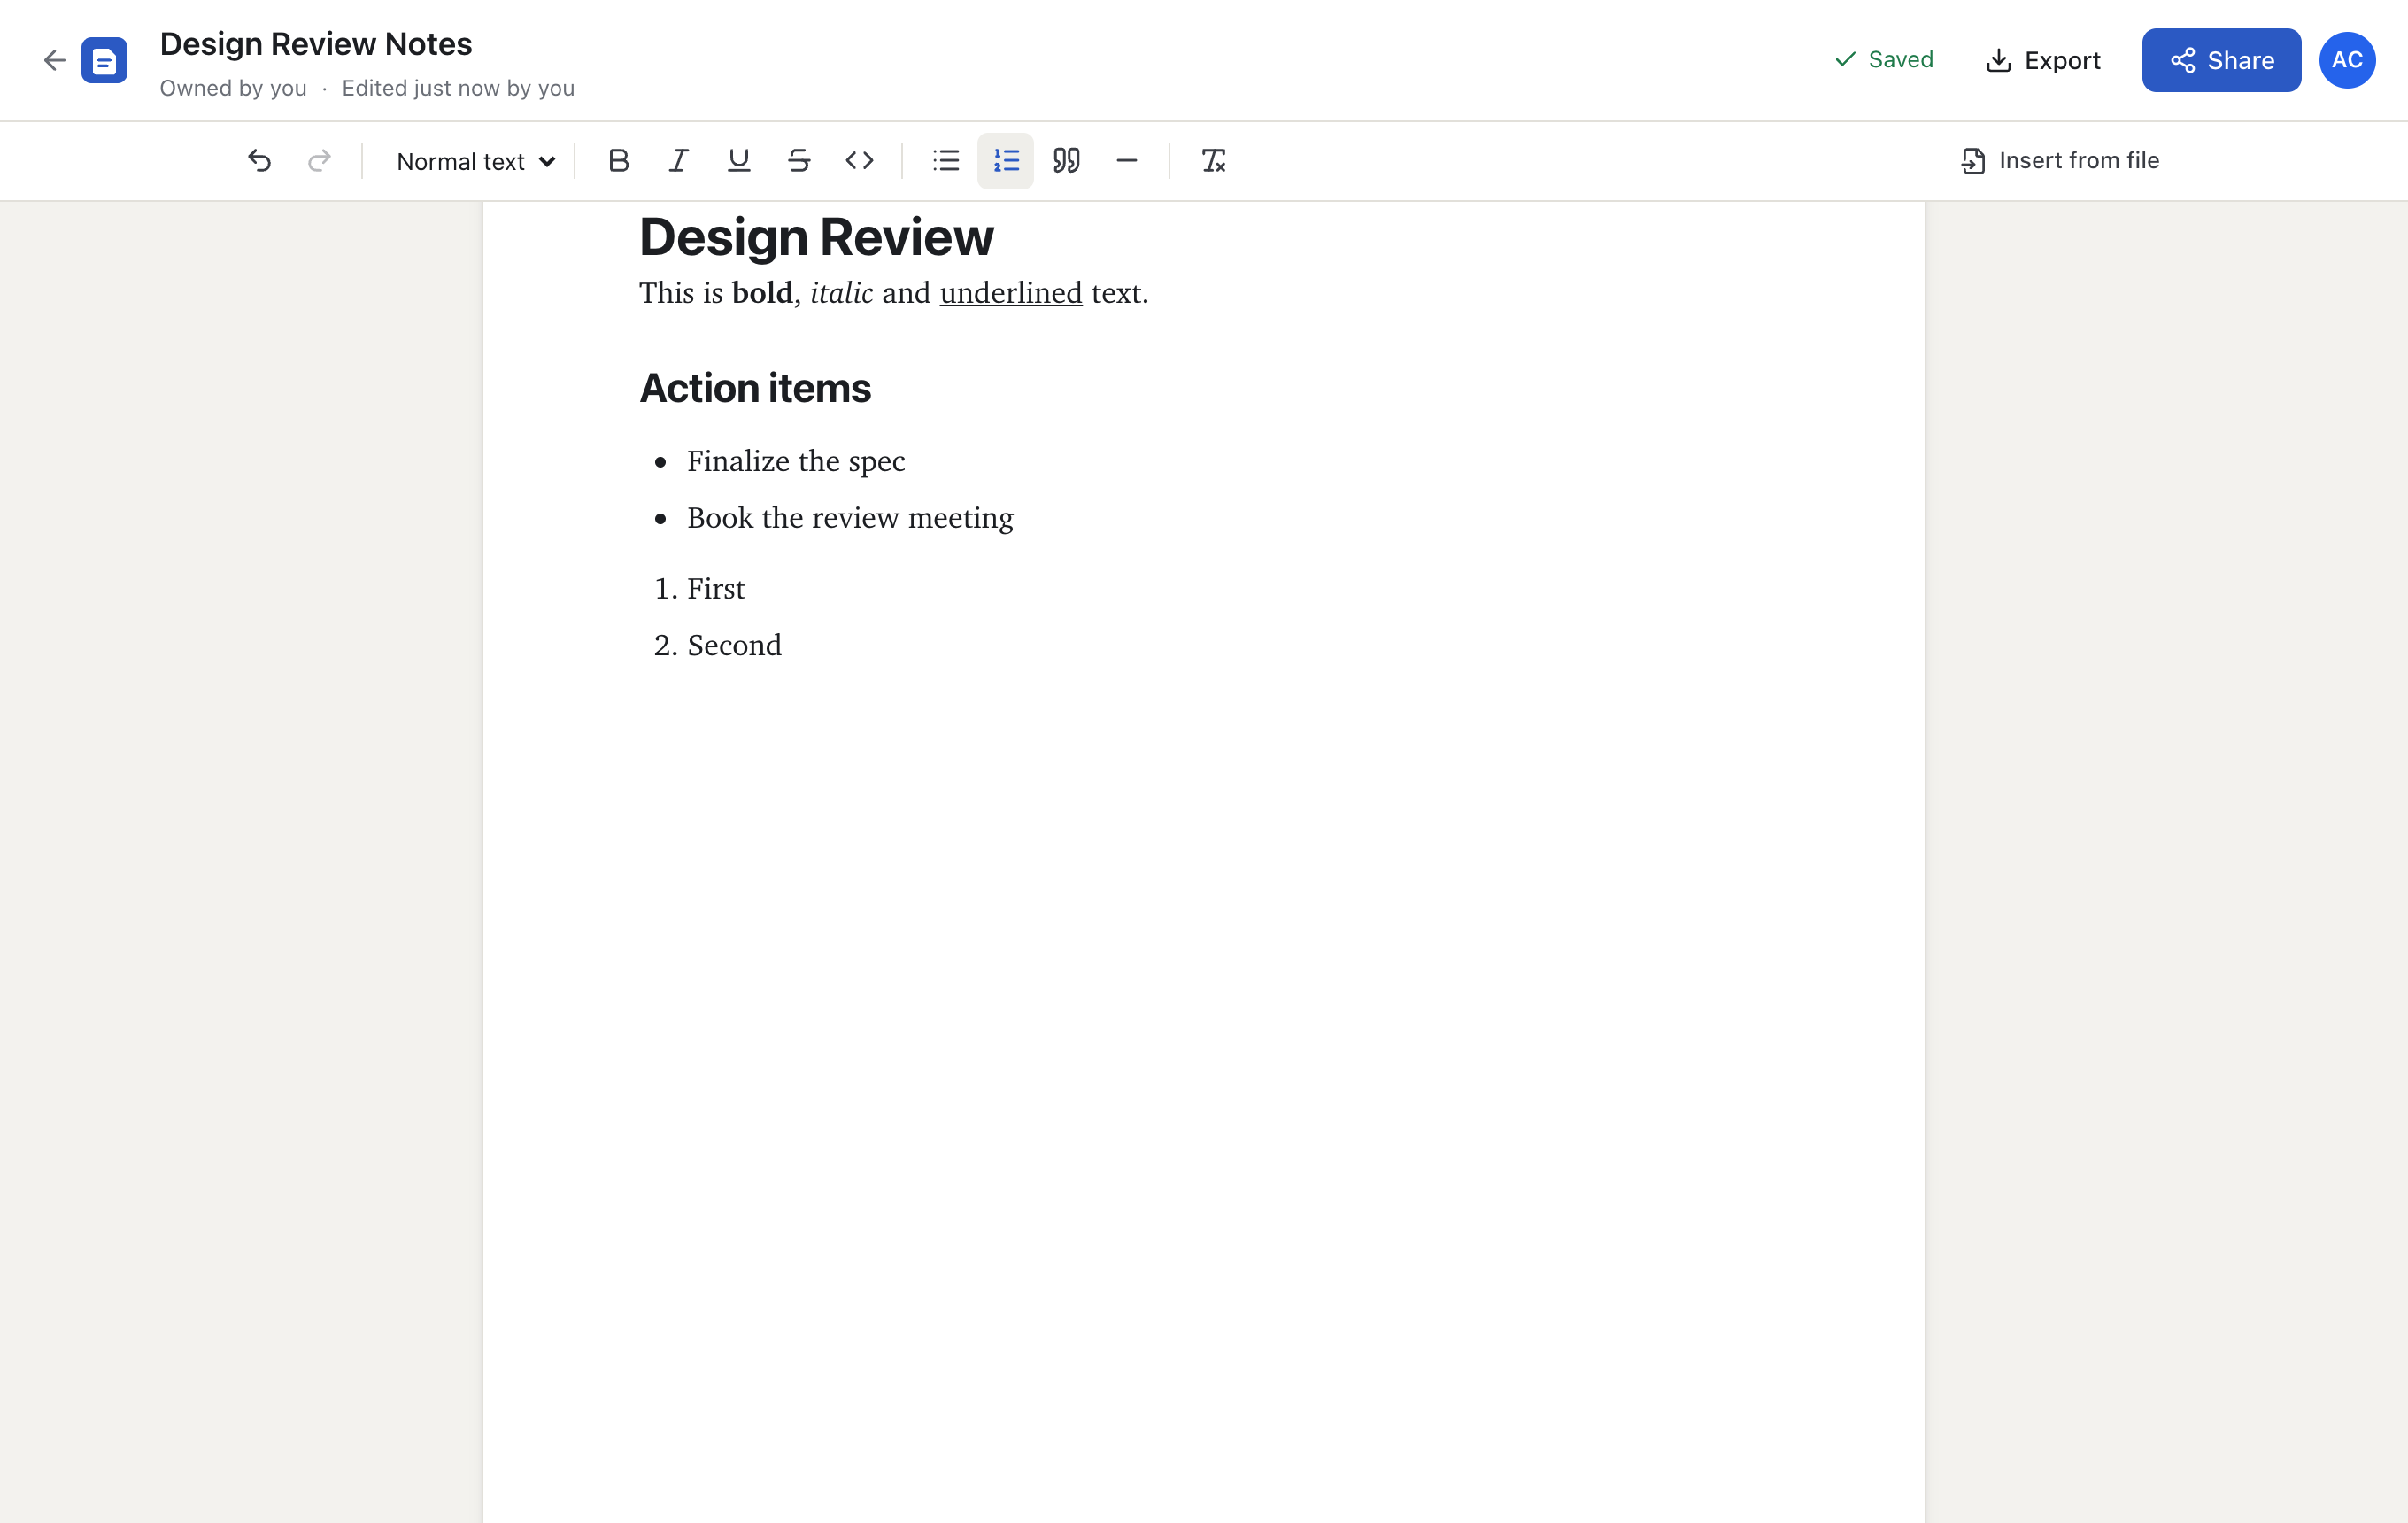 Design Review Notes
Owned by you · Edited just now by you
Saved
Export
Share
AC
Normal text
Insert from file
Design Review
This is bold, italic and underlined text.
Action items
• Finalize the spec
• Book the review meeting
1. First
2. Second